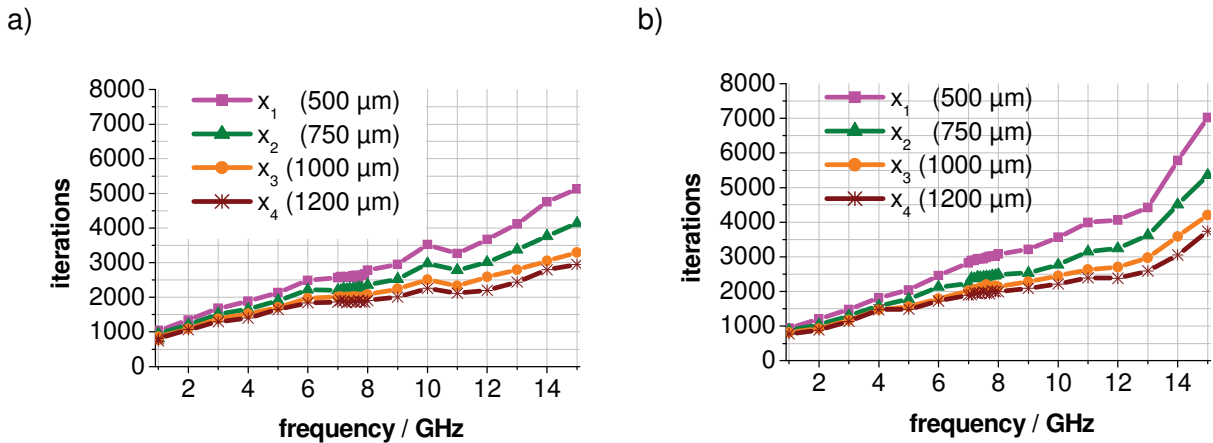 a)
8000
7000
6000
5000
4000
3000
2000
1000
0
iterations
x₁ (500 µm)
x₂ (750 µm)
x₃ (1000 µm)
x₄ (1200 µm)
2 4 6 8 10 12 14
frequency / GHz
b)
8000
7000
6000
5000
4000
3000
2000
1000
0
iterations
x₁ (500 µm)
x₂ (750 µm)
x₃ (1000 µm)
x₄ (1200 µm)
2 4 6 8 10 12 14
frequency / GHz